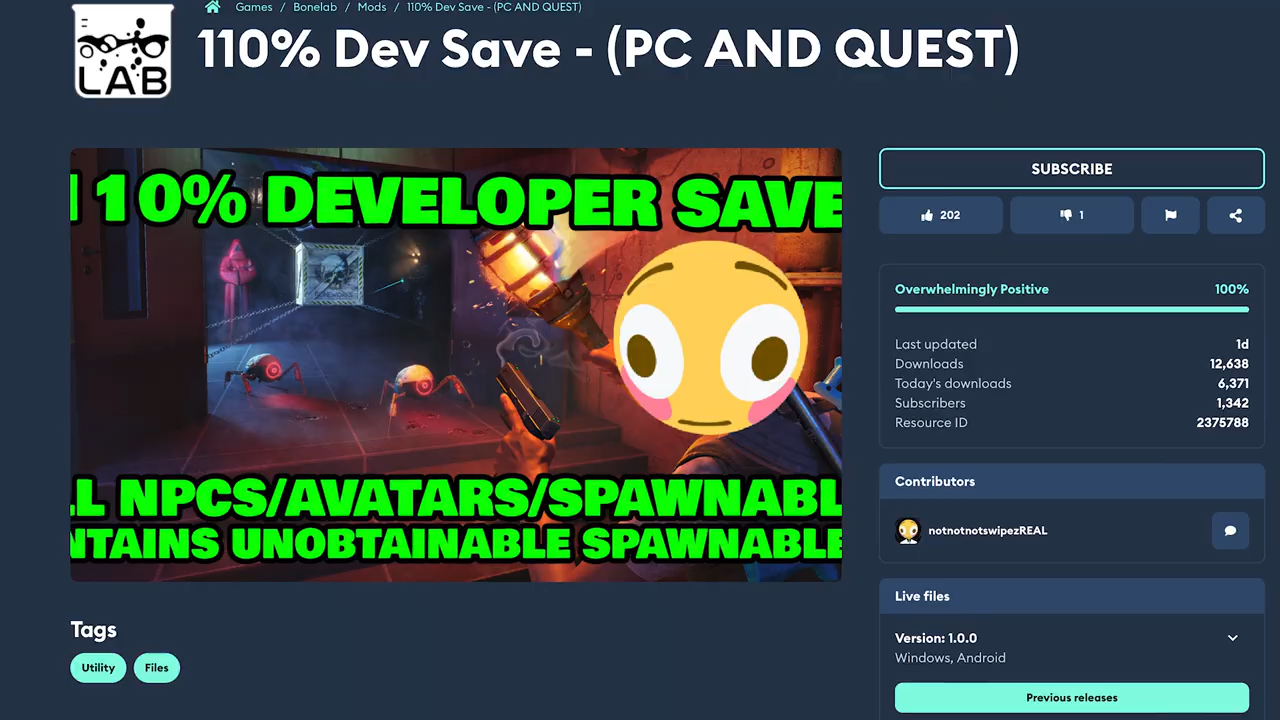 Games / Bonelab / Mods / 110% Dev Save - (PC AND QUEST)
LAB
110% Dev Save - (PC AND QUEST)
110% DEVELOPER SAVE
LL NPCS/AVATARS/SPAWNABL
NTAINS UNOBTAINABLE SPAWNABLE
SUBSCRIBE
202
1
Overwhelmingly Positive 100%
Last updated 1d
Downloads 12,638
Today's downloads 6,371
Subscribers 1,342
Resource ID 2375788
Contributors
notnotnotswipezREAL
Live files
Version: 1.0.0
Windows, Android
Previous releases
Tags
Utility Files